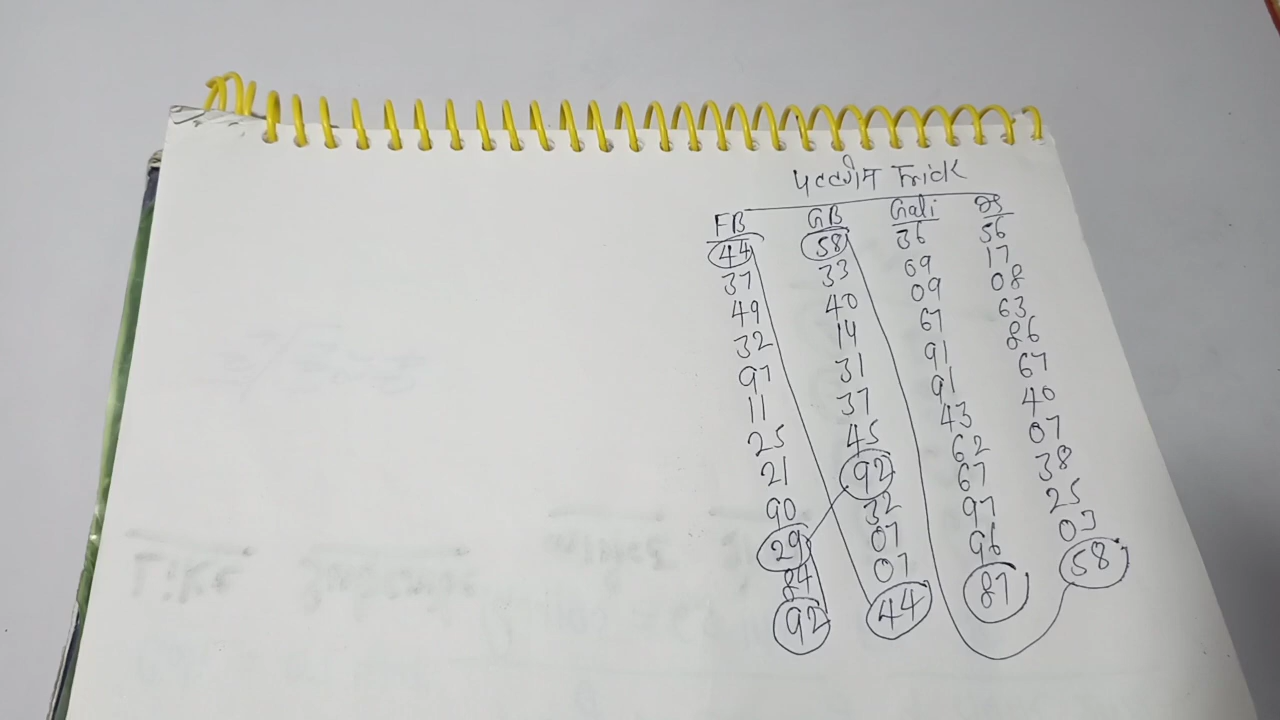 Trick
FB GB Gali DS
44 58 36 56
37 33 69 17
49 40 09 08
32 14 67 63
97 31 91 86
11 37 91 67
25 45 43 40
21 92 62 07
90 32 67 38
29 07 97 25
84 07 96 07
92 44 87 58